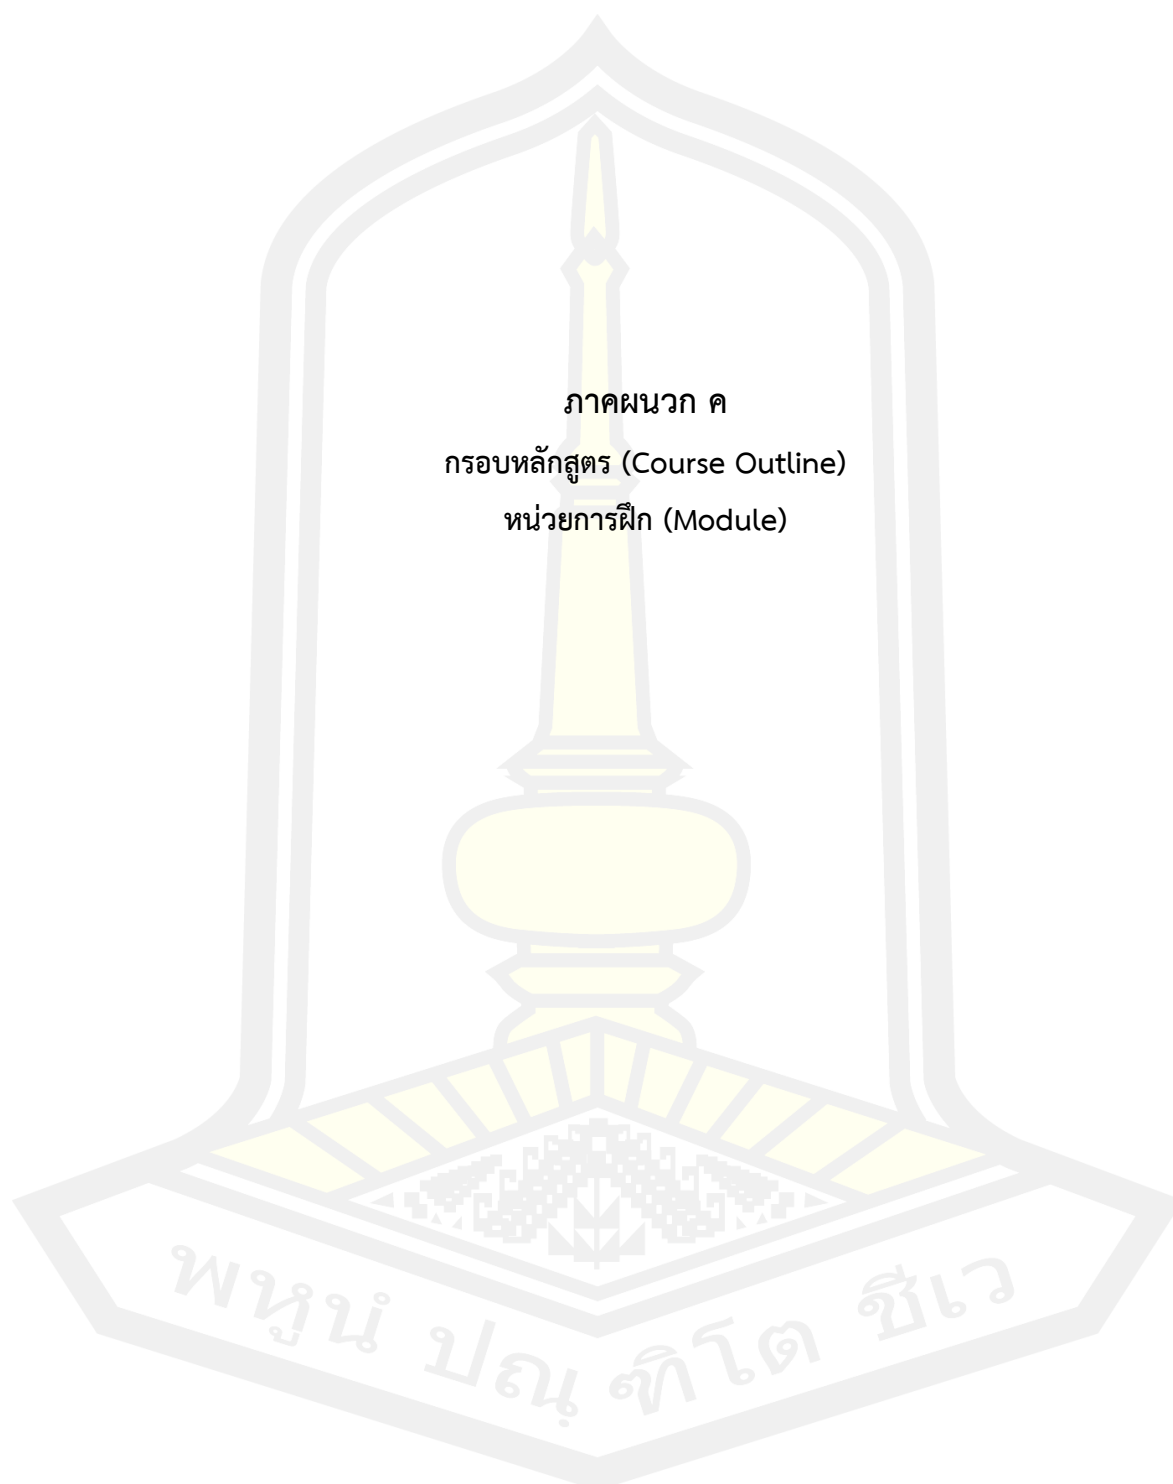 ภาคผนวก ค
กรอบหลักสูตร (Course Outline)
หน่วยการฝึก (Module)
พหูนํ ปณฺฑิโต ชีเว